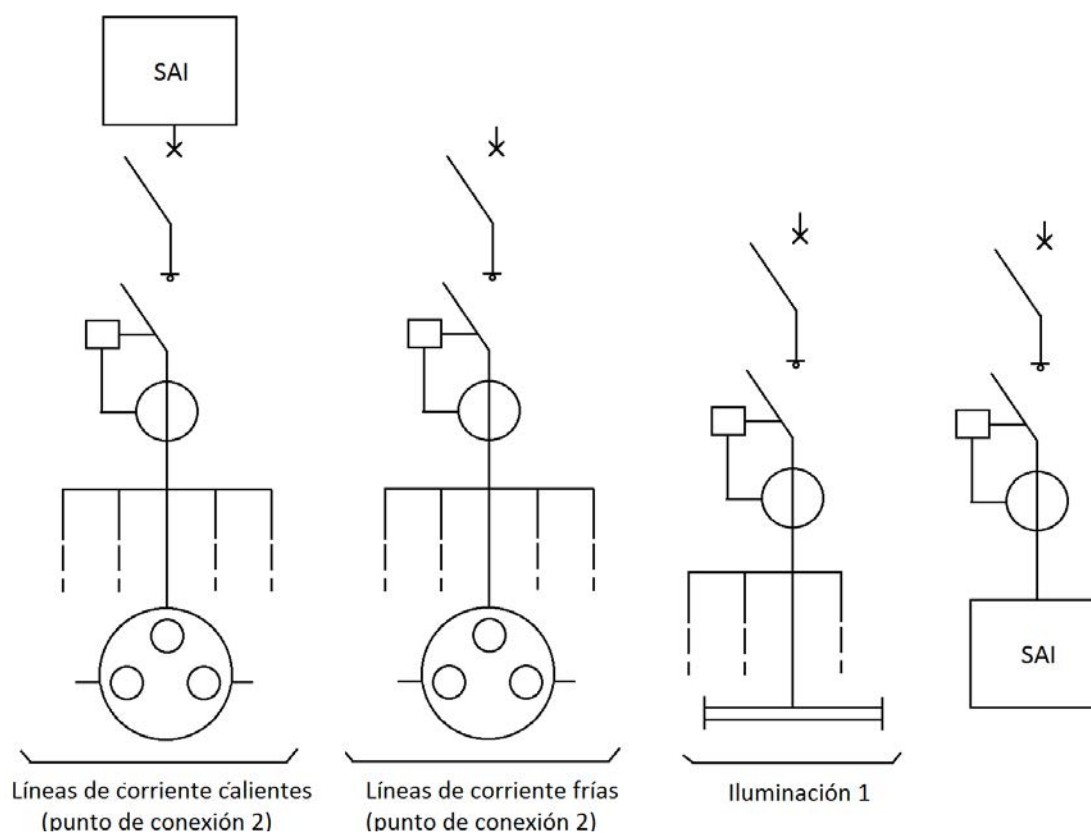 SAI
SAI
Líneas de corriente calientes
(punto de conexión 2)
Líneas de corriente frías
(punto de conexión 2)
Iluminación 1